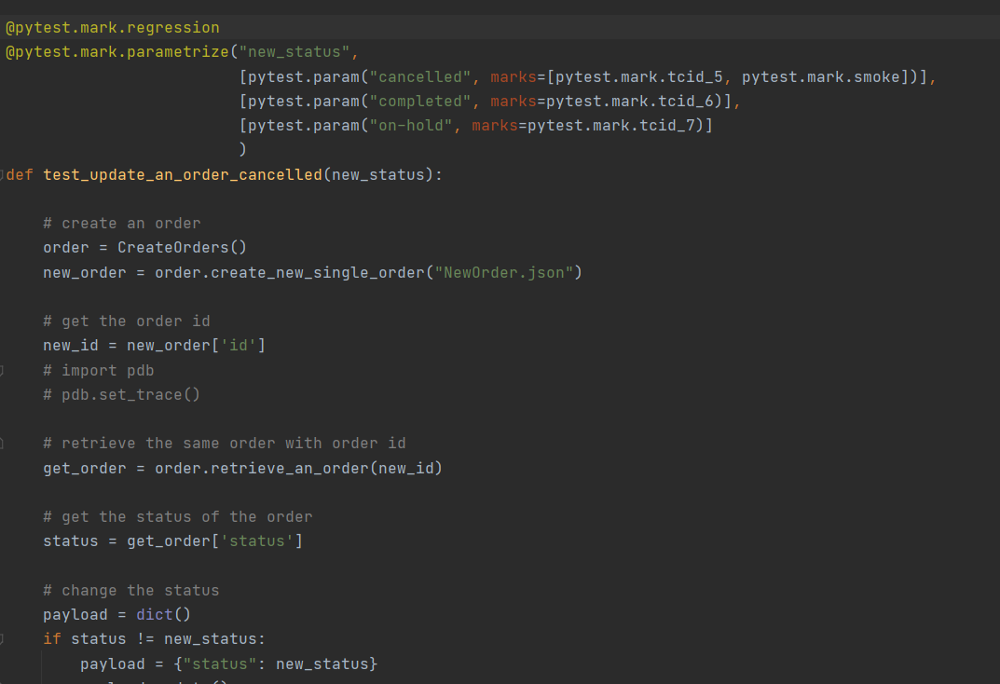 @pytest.mark.regression
@pytest.mark.parametrize("new_status",
                         [pytest.param("cancelled", marks=[pytest.mark.tcid_5, pytest.mark.smoke])],
                         [pytest.param("completed", marks=pytest.mark.tcid_6)],
                         [pytest.param("on-hold", marks=pytest.mark.tcid_7)]
                         )
def test_update_an_order_cancelled(new_status):
    # create an order
    order = CreateOrders()
    new_order = order.create_new_single_order("NewOrder.json")
    # get the order id
    new_id = new_order['id']
    # import pdb
    # pdb.set_trace()
    # retrieve the same order with order id
    get_order = order.retrieve_an_order(new_id)
    # get the status of the order
    status = get_order['status']
    # change the status
    payload = dict()
    if status != new_status:
        payload = {"status": new_status}